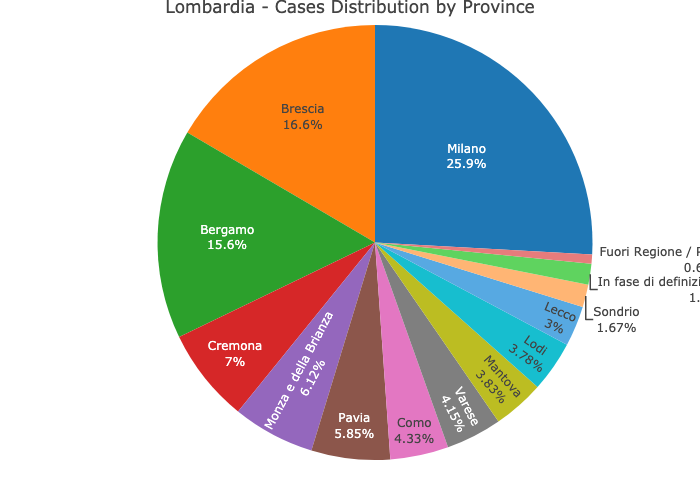 Lombardia - Cases Distribution by Province
Milano
25.9%
Brescia
16.6%
Bergamo
15.6%
Cremona
7%
Monza e della Brianza
6.12%
Pavia
5.85%
Como
4.33%
Varese
4.15%
Mantova
3.83%
Lodi
3.78%
Lecco
3%
Sondrio
1.67%
In fase di
1.
Fuori Regione /
0.